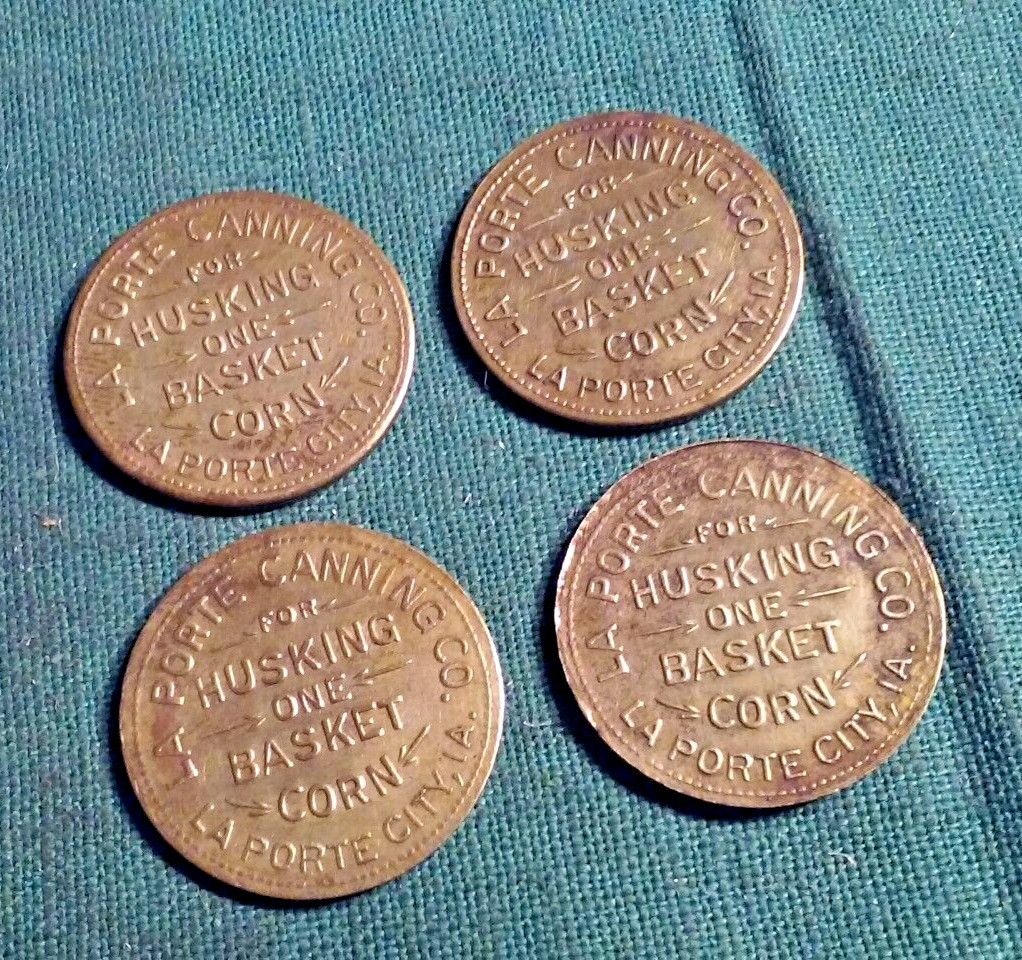 LA PORTE CANNING CO.
FOR
HUSKING
ONE
BASKET
CORN
LA PORTE CITY, IA.
LA PORTE CANNING CO.
FOR
HUSKING
ONE
BASKET
CORN
LA PORTE CITY, IA.
LA PORTE CANNING CO.
FOR
HUSKING
ONE
BASKET
CORN
LA PORTE CITY, IA.
LA PORTE CANNING CO.
FOR
HUSKING
ONE
BASKET
CORN
LA PORTE CITY, IA.